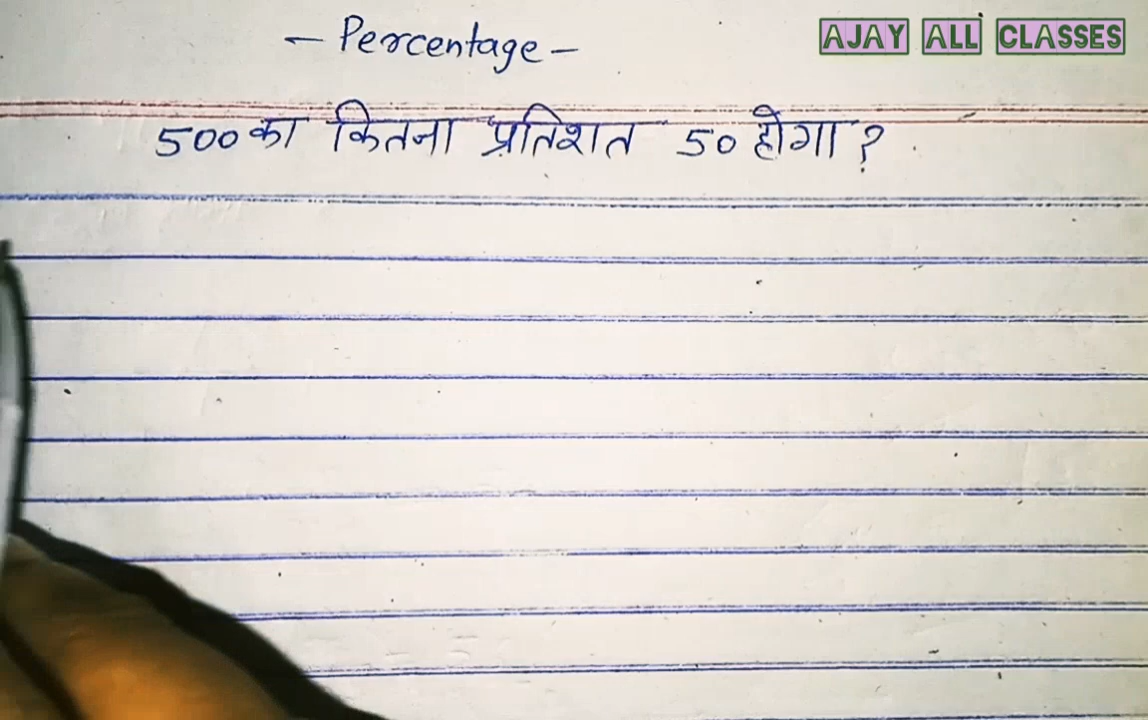 - Percentage -
AJAY ALL CLASSES
500 का कितना प्रतिशत 50 होगा ?